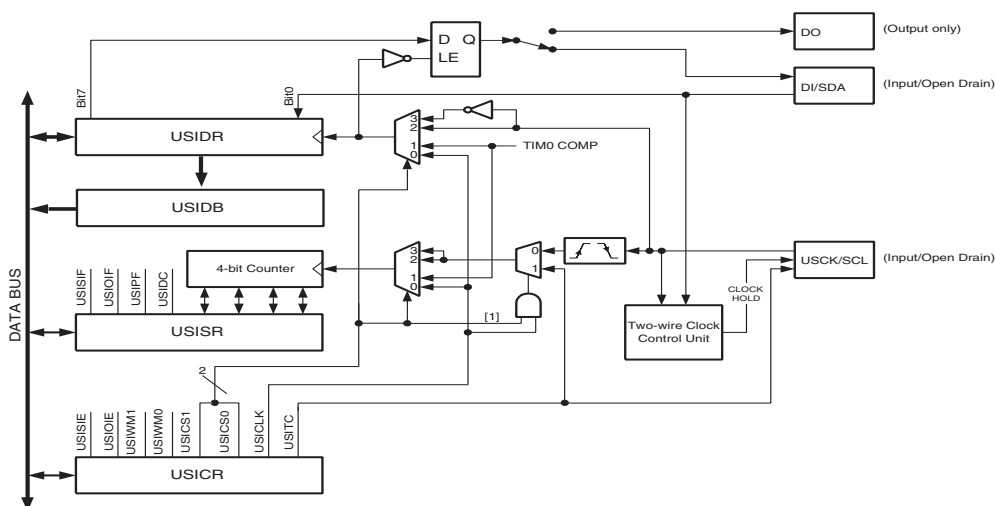 DO (Output only)
D Q
LE
DI/SDA (Input/Open Drain)
Bit7
Bit0
3
2
1
0
TIM0 COMP
USIDR
USIDB
DATA BUS
3
2
1
0
0
1
USCK/SCL (Input/Open Drain)
4-bit Counter
USISIF
USIOIF
USIPF
USIDC
CLOCK
HOLD
[1]
USISR
Two-wire Clock
Control Unit
2
USISIE
USIOIE
USIWM1
USIWM0
USICS1
USICS0
USICLK
USITC
USICR